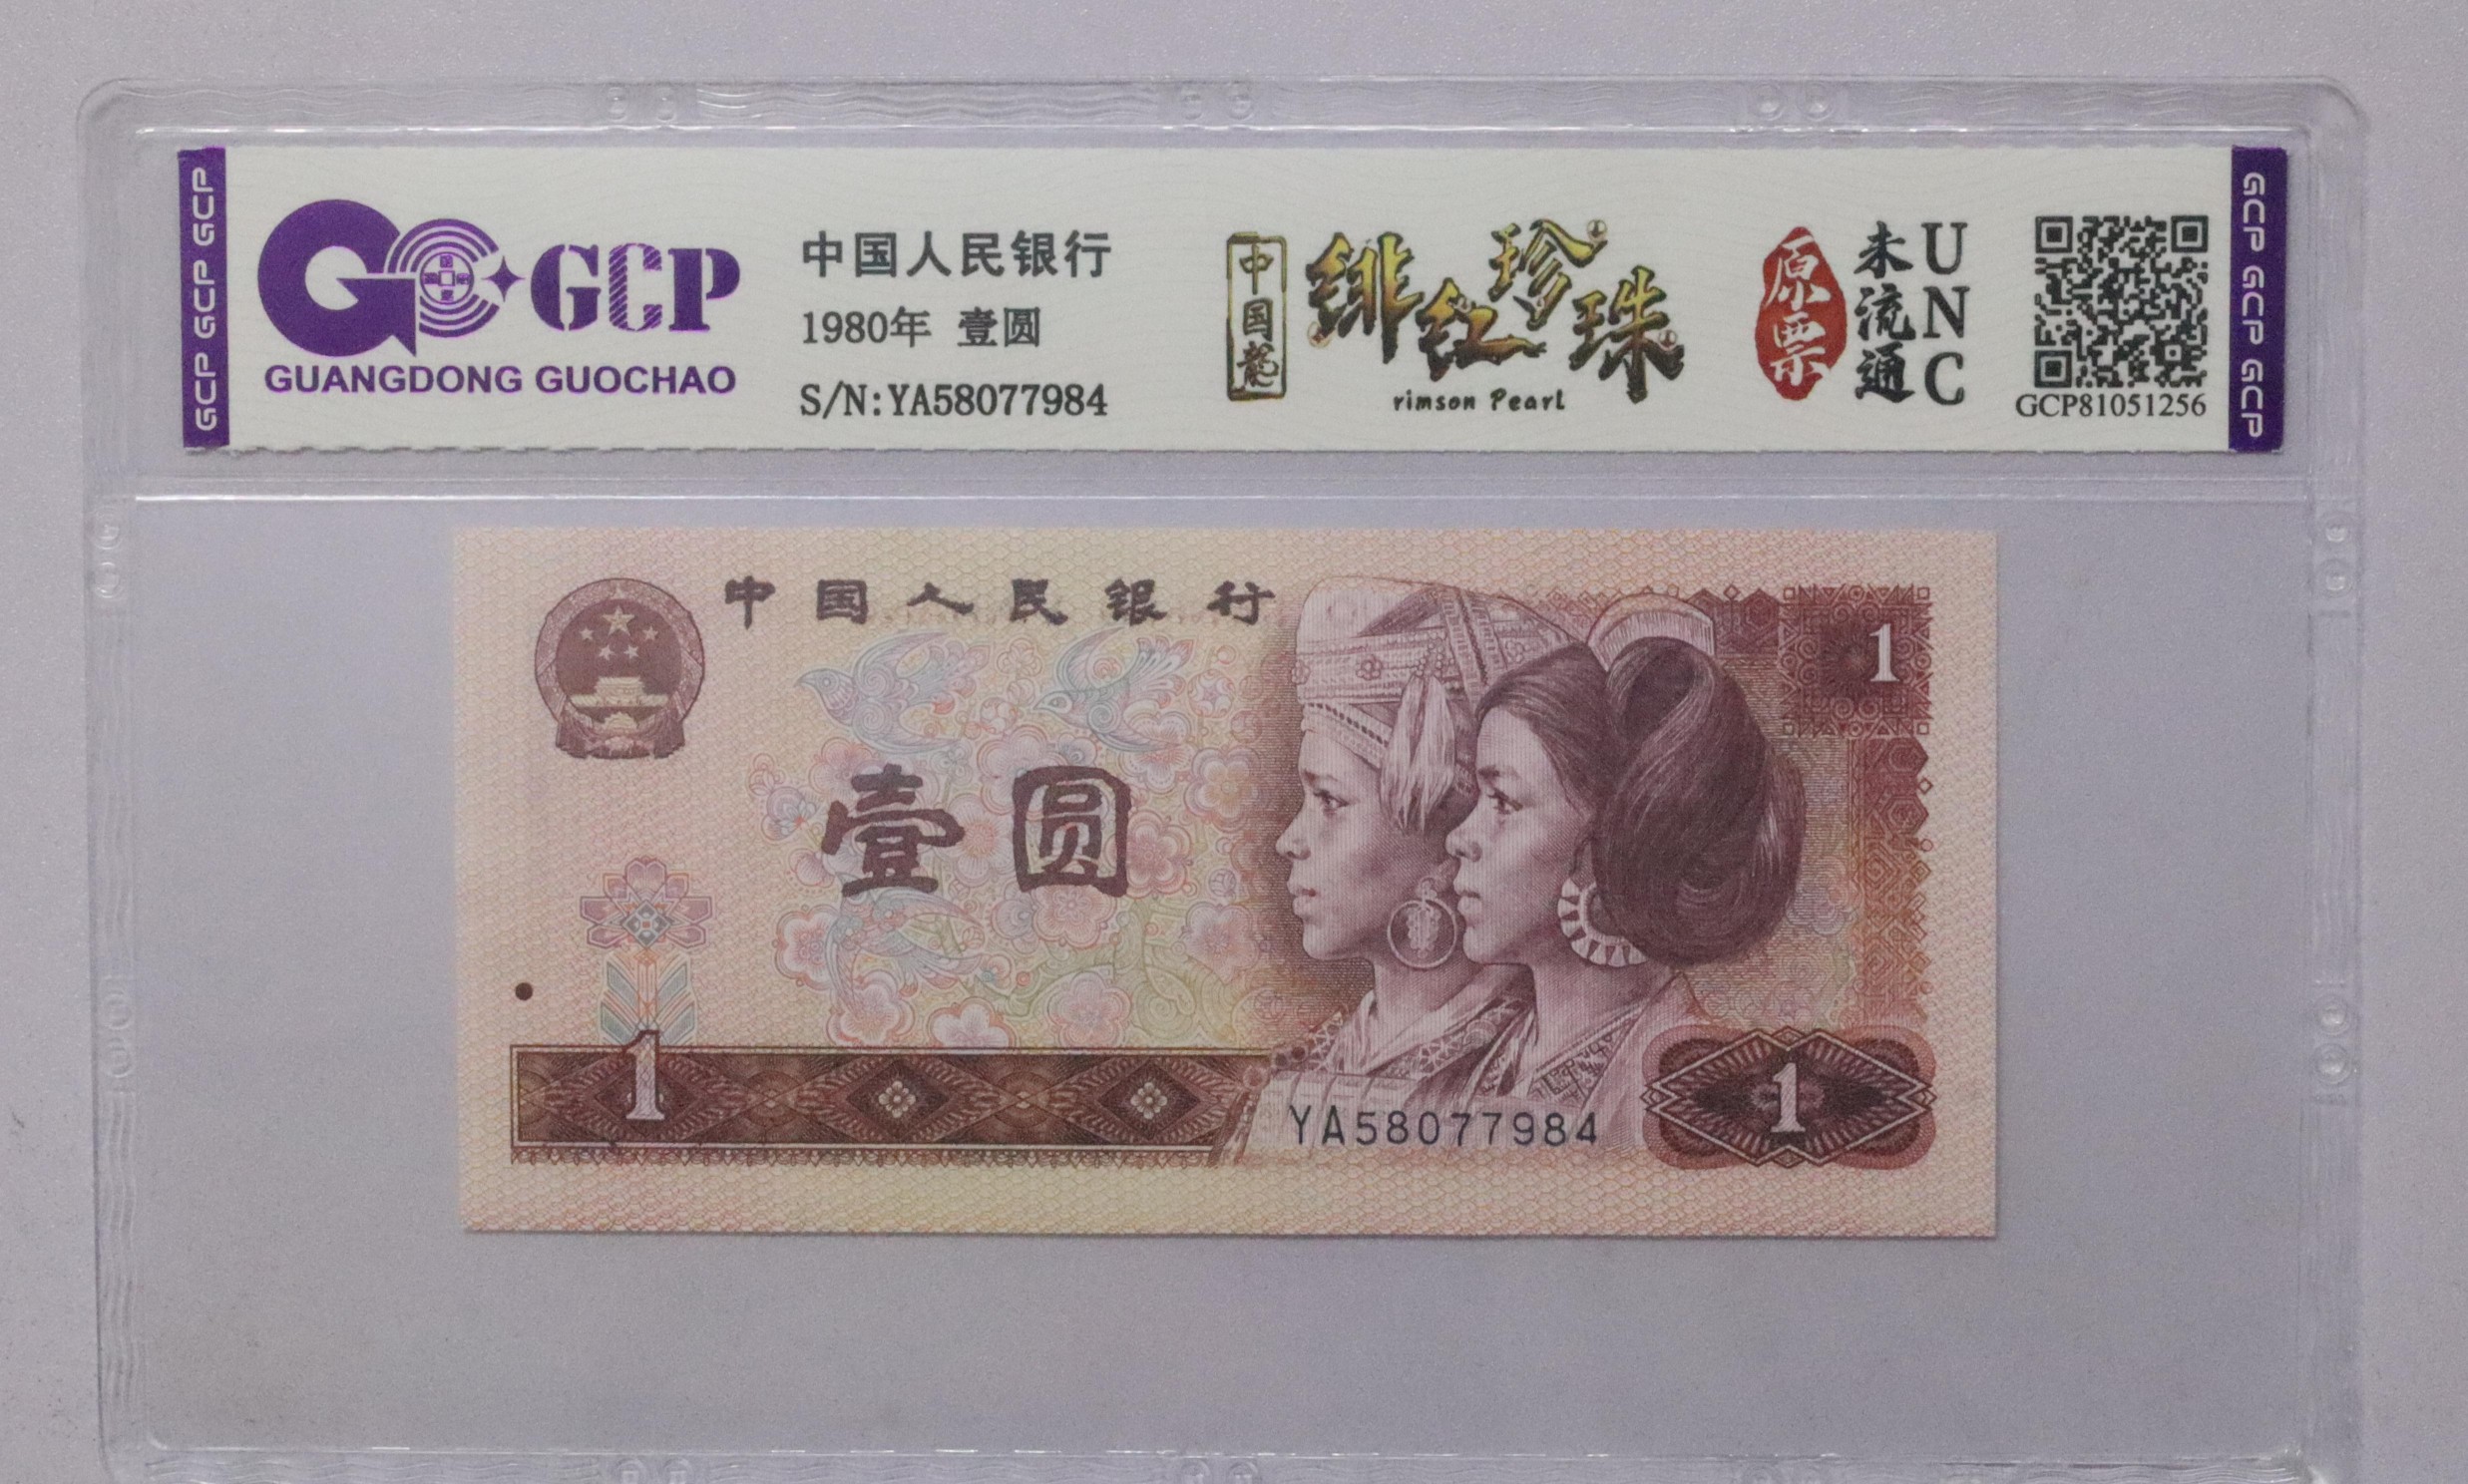 GCP GCP GCP
GCP
GUANGDONG GUOCHAO
中国人民银行
1980年 壹圆
S/N:YA58077984
中国龍
绯红珍珠
rimson Pearl
原票
未流通
UNC
GCP81051256
GCP GCP GCP
中国人民银行
1
壹圆
1
YA58077984
1